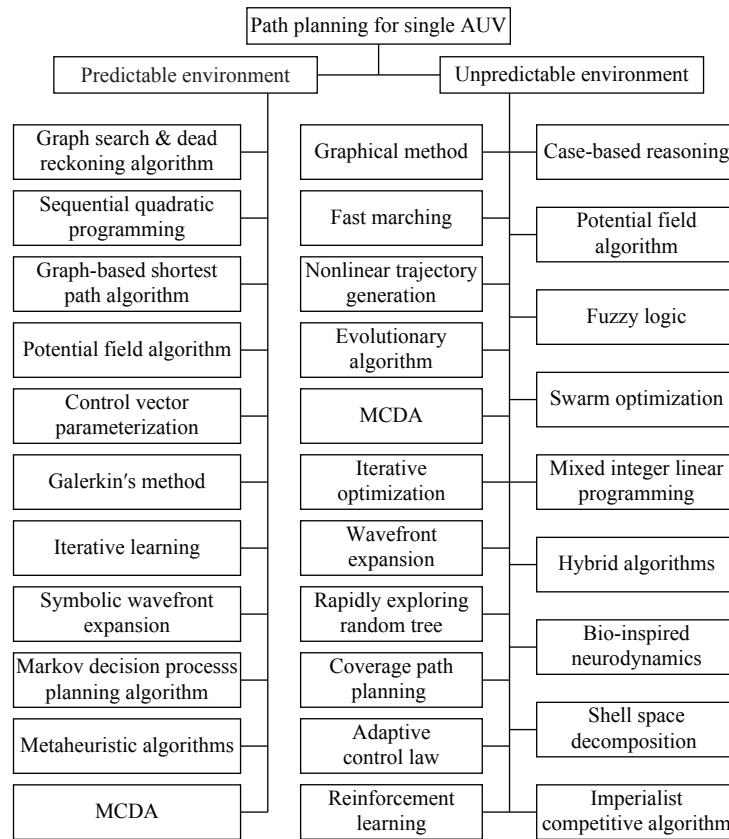 Path planning for single AUV
Predictable environment
Unpredictable environment
Graph search & dead
reckoning algorithm
Sequential quadratic
programming
Graph-based shortest
path algorithm
Potential field algorithm
Control vector
parameterization
Galerkin's method
Iterative learning
Symbolic wavefront
expansion
Markov decision processs
planning algorithm
Metaheuristic algorithms
MCDA
Graphical method
Fast marching
Nonlinear trajectory
generation
Evolutionary
algorithm
MCDA
Iterative
optimization
Wavefront
expansion
Rapidly exploring
random tree
Coverage path
planning
Adaptive
control law
Reinforcement
learning
Case-based reasoning
Potential field
algorithm
Fuzzy logic
Swarm optimization
Mixed integer linear
programming
Hybrid algorithms
Bio-inspired
neurodynamics
Shell space
decomposition
Imperialist
competitive algorithm